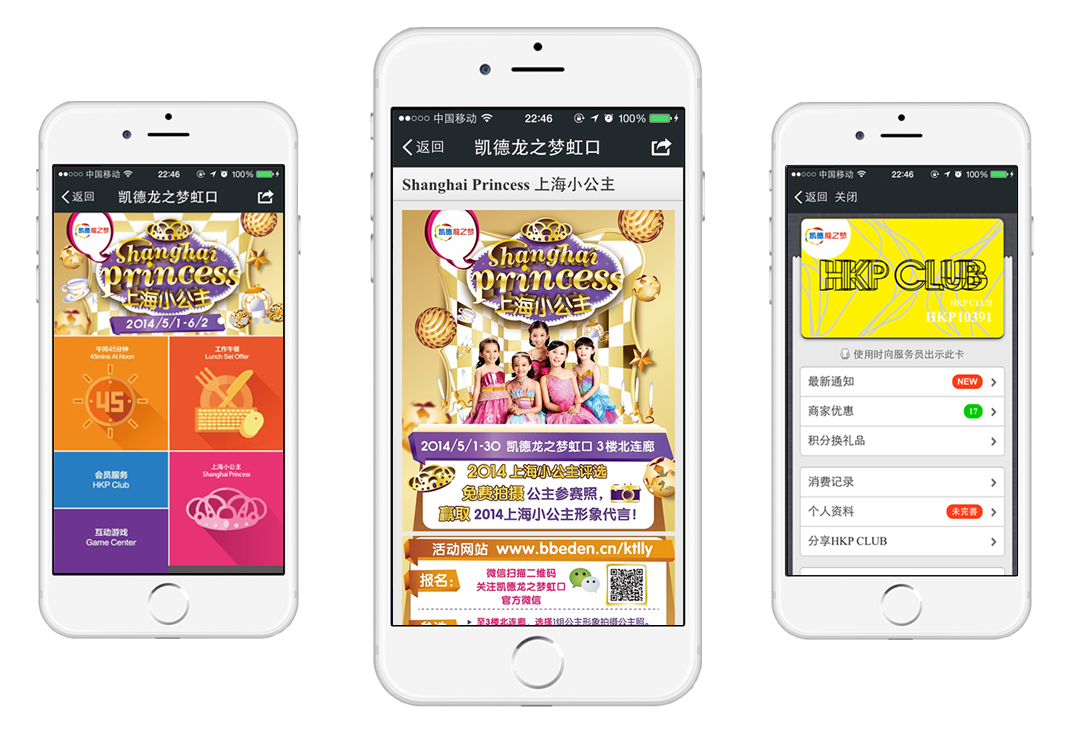 中国移动 22:46 100%
返回 凯德龙之梦虹口
凯德龍之梦
Shanghai
princess
上海小公主
2014/5/1-6/2
午间45分钟
45mins At Noon
45
工作午餐
Lunch Set Offer
会员服务
HKP Club
上海小公主
Shanghai Princess
互动游戏
Game Center
中国移动 22:46 100%
返回 凯德龙之梦虹口
Shanghai Princess 上海小公主
凯德龍之梦
Shanghai
princess
上海小公主
2014/5/1-30 凯德龙之梦虹口 3楼北连廊
2014上海小公主评选
免费拍摄 公主参赛照，
赢取 2014上海小公主形象代言！
活动网站 www.bbeden.cn/ktlly
报名：
微信扫描二维码
关注凯德龙之梦虹口
官方微信
至3楼北连廊，选择1组公主形象拍摄公主照。
中国移动 22:46 100%
返回 关闭
凯德龍之梦
HKP CLUB
HKP CLUB
HKP10391
使用时向服务员出示此卡
最新通知 NEW
商家优惠 17
积分换礼品
消费记录
个人资料 未完善
分享HKP CLUB